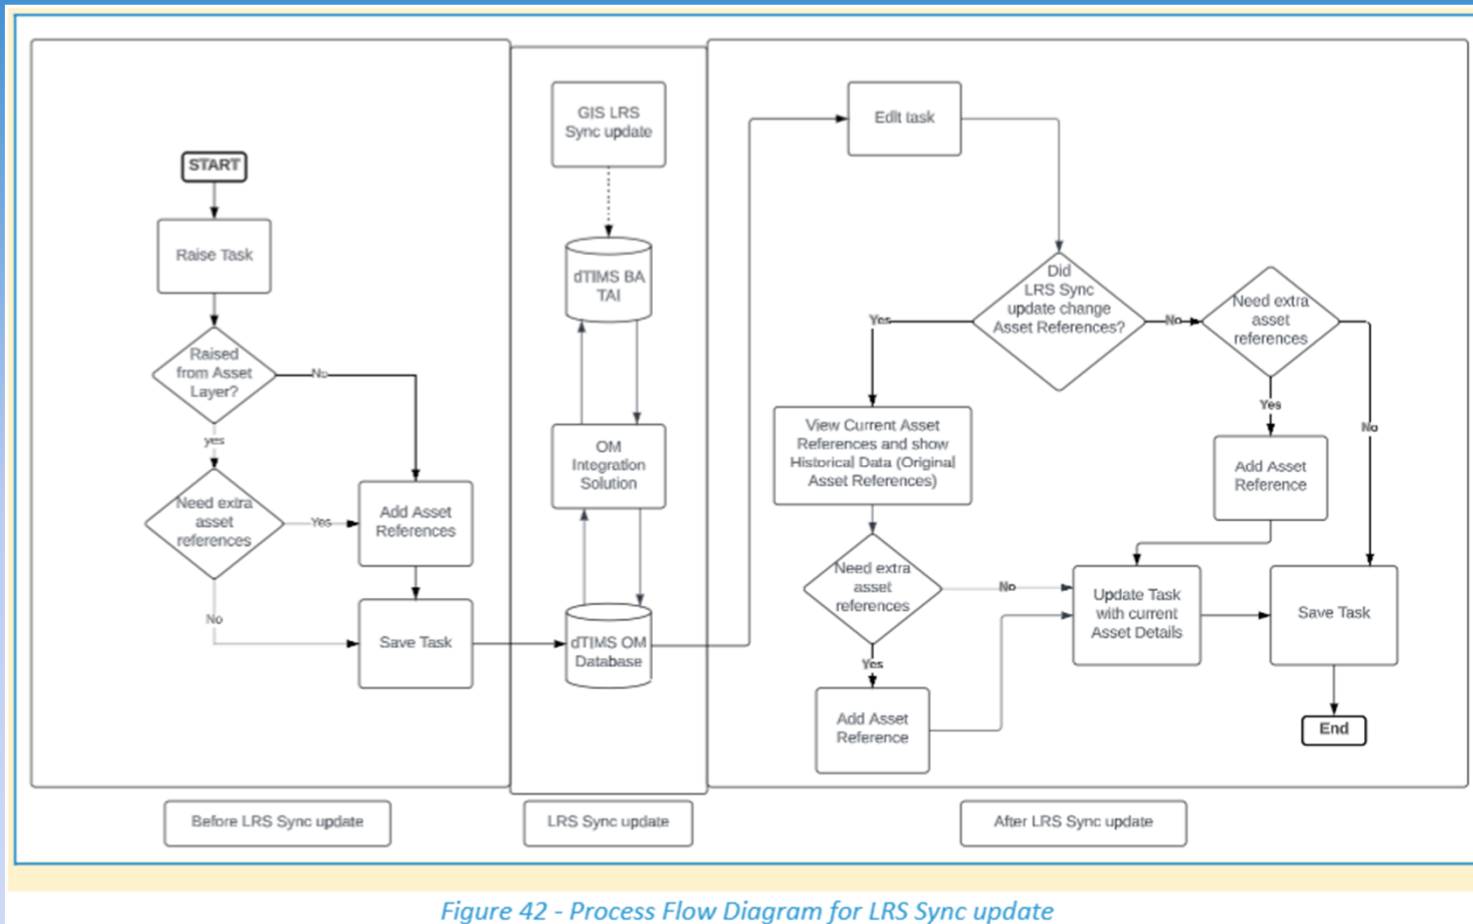 START
Raise Task
Raised
from Asset
Layer?
No
yes
Need extra
asset
references
Yes
Add Asset
References
No
Save Task
Before LRS Sync update
GIS LRS
Sync update
dTIMS BA
TAI
OM
Integration
Solution
dTIMS OM
Database
LRS Sync update
Edit task
Did
LRS Sync
update change
Asset References?
Yes
No
Need extra
asset
references
Yes
No
View Current Asset
References and show
Historical Data (Original
Asset References)
Add Asset
Reference
Need extra
asset
references
No
Yes
Add Asset
Reference
Update Task
with current
Asset Details
Save Task
End
After LRS Sync update
Figure 42 - Process Flow Diagram for LRS Sync update